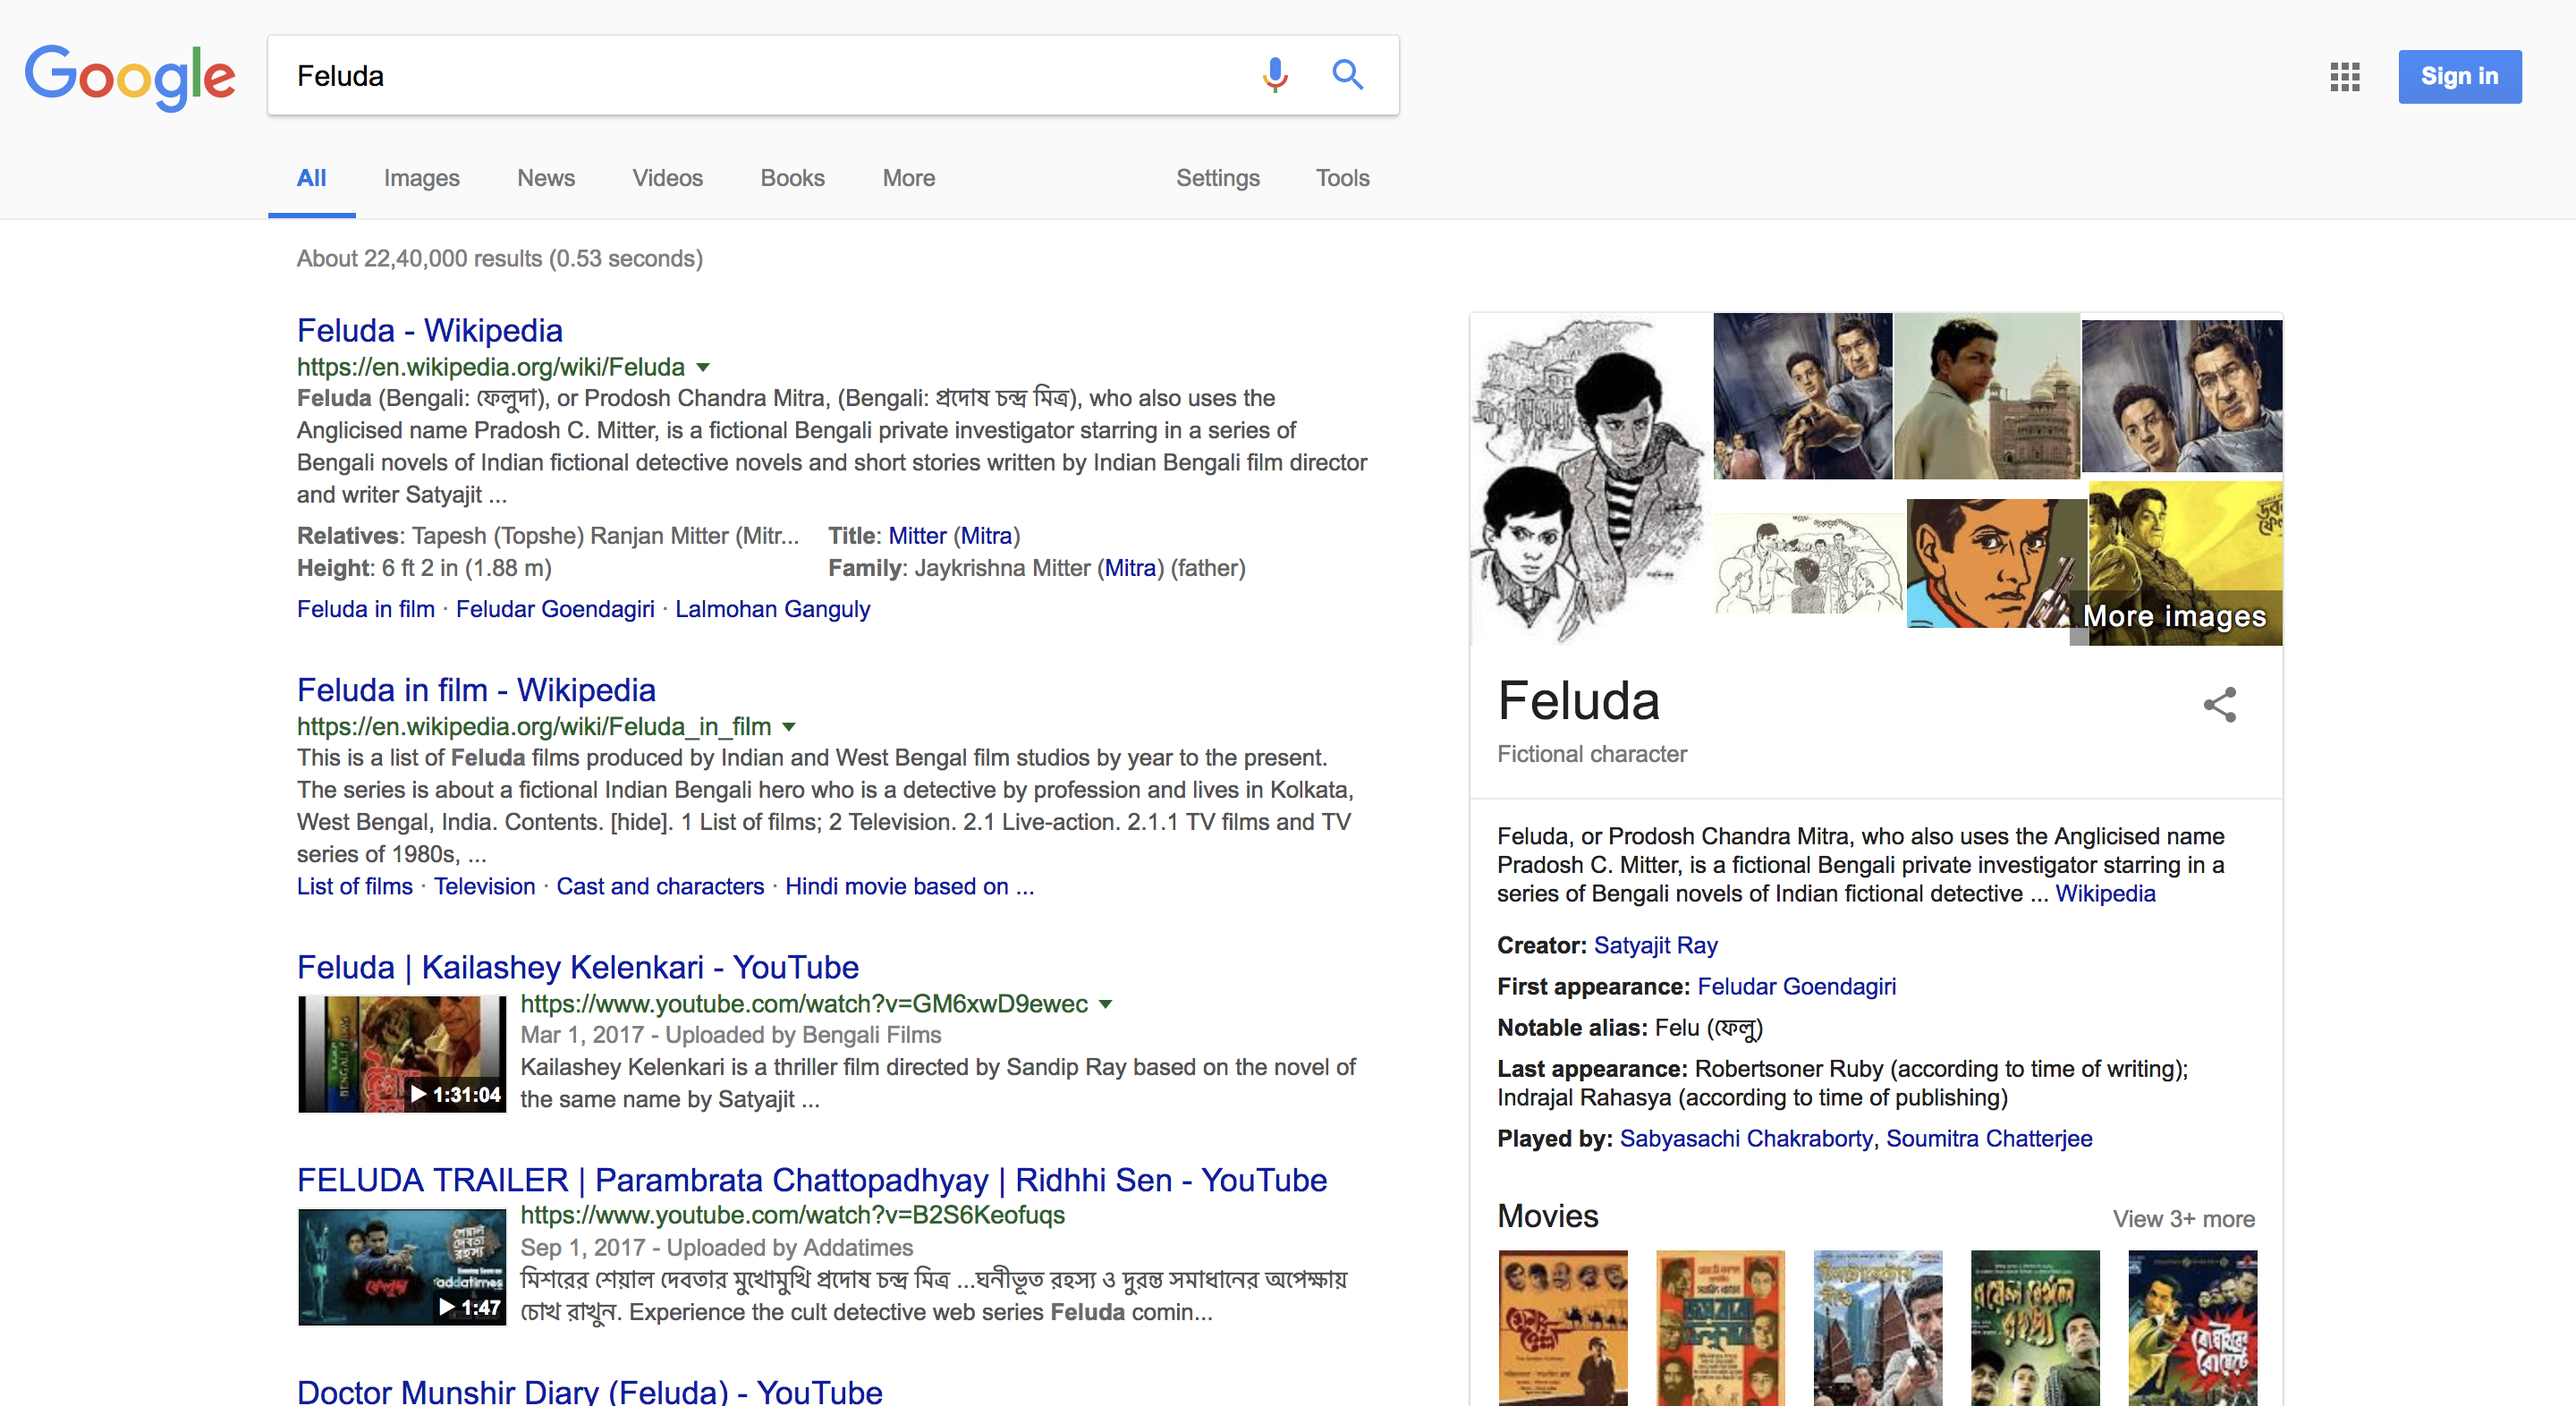 Google
Feluda
Sign in
All Images News Videos Books More Settings Tools
About 22,40,000 results (0.53 seconds)
Feluda - Wikipedia
https://en.wikipedia.org/wiki/Feluda
Feluda (Bengali: ফেলুদা), or Prodosh Chandra Mitra, (Bengali: প্রদোষ চন্দ্র মিত্র), who also uses the
Anglicised name Pradosh C. Mitter, is a fictional Bengali private investigator starring in a series of
Bengali novels of Indian fictional detective novels and short stories written by Indian Bengali film director
and writer Satyajit ...
Relatives: Tapesh (Topshe) Ranjan Mitter (Mitr... Title: Mitter (Mitra)
Height: 6 ft 2 in (1.88 m) Family: Jaykrishna Mitter (Mitra) (father)
Feluda in film · Feludar Goendagiri · Lalmohan Ganguly
Feluda in film - Wikipedia
https://en.wikipedia.org/wiki/Feluda_in_film
This is a list of Feluda films produced by Indian and West Bengal film studios by year to the present.
The series is about a fictional Indian Bengali hero who is a detective by profession and lives in Kolkata,
West Bengal, India. Contents. [hide]. 1 List of films; 2 Television. 2.1 Live-action. 2.1.1 TV films and TV
series of 1980s, ...
List of films · Television · Cast and characters · Hindi movie based on ...
Feluda | Kailashey Kelenkari - YouTube
https://www.youtube.com/watch?v=GM6xwD9ewec
Mar 1, 2017 - Uploaded by Bengali Films
Kailashey Kelenkari is a thriller film directed by Sandip Ray based on the novel of
the same name by Satyajit ...
1:31:04
FELUDA TRAILER | Parambrata Chattopadhyay | Ridhhi Sen - YouTube
https://www.youtube.com/watch?v=B2S6Keofuqs
Sep 1, 2017 - Uploaded by Addatimes
মিশরের শেয়াল দেবতার মুখোমুখি প্রদোষ চন্দ্র মিত্র ...ঘনীভূত রহস্য ও দুরন্ত সমাধানের অপেক্ষায়
চোখ রাখুন. Experience the cult detective web series Feluda comin...
শেয়াল
দেবতা
রহস্য
ফেলুদা
addatimes
1:47
Doctor Munshir Diary (Feluda) - YouTube
More images
Feluda
Fictional character
Feluda, or Prodosh Chandra Mitra, who also uses the Anglicised name
Pradosh C. Mitter, is a fictional Bengali private investigator starring in a
series of Bengali novels of Indian fictional detective ... Wikipedia
Creator: Satyajit Ray
First appearance: Feludar Goendagiri
Notable alias: Felu (ফেলু)
Last appearance: Robertsoner Ruby (according to time of writing);
Indrajal Rahasya (according to time of publishing)
Played by: Sabyasachi Chakraborty, Soumitra Chatterjee
Movies
View 3+ more